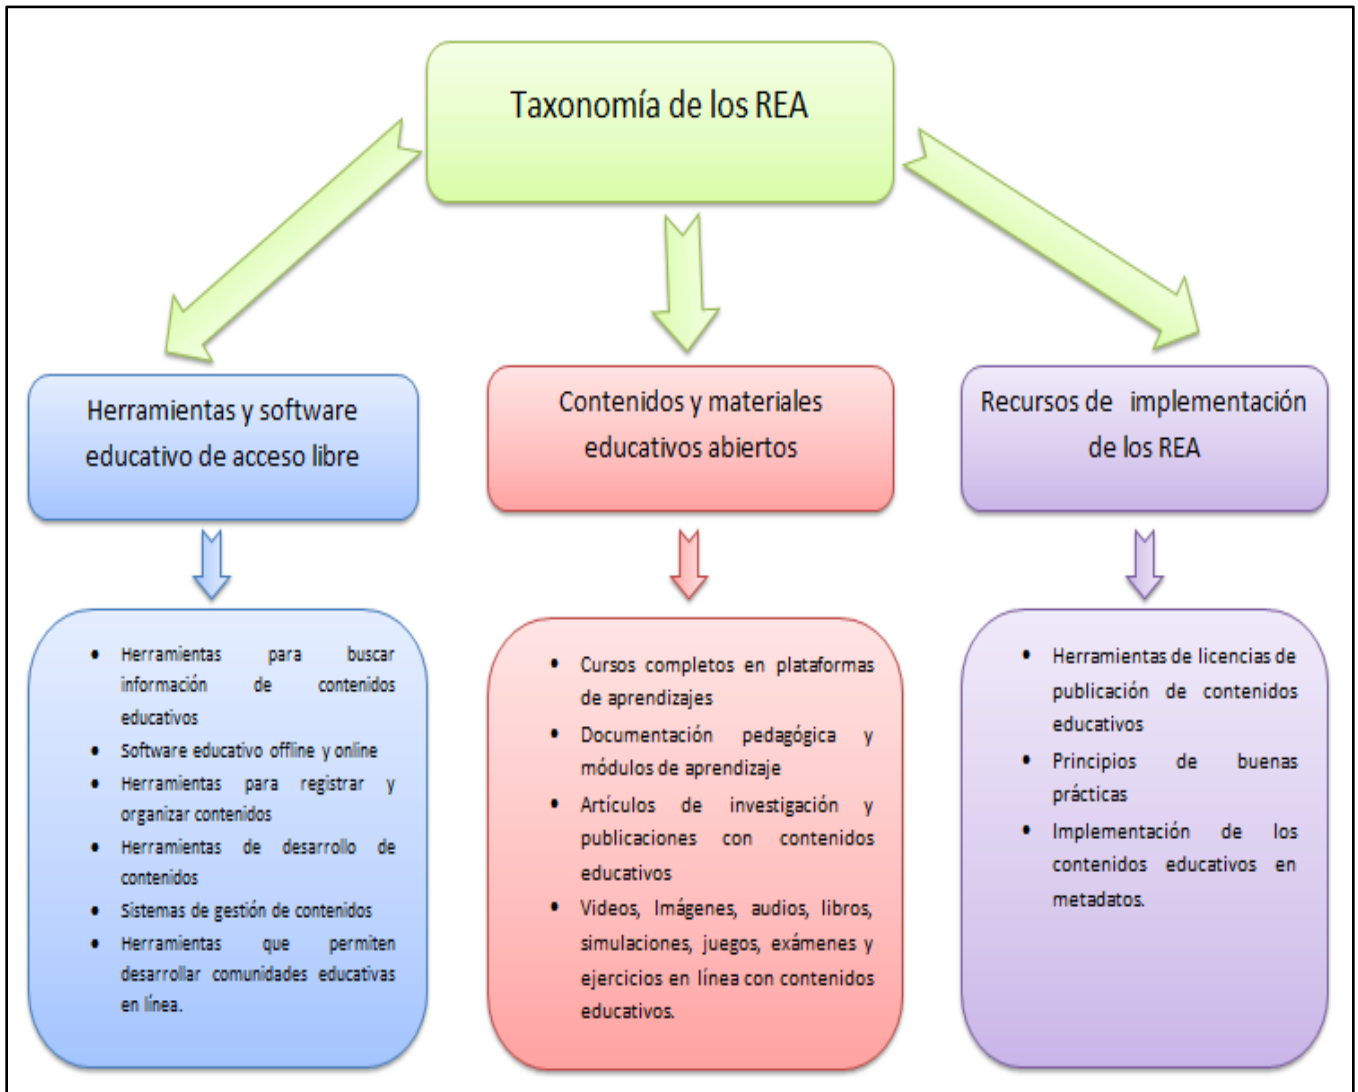 Taxonomía de los REA
Herramientas y software
educativo de acceso libre
Contenidos y materiales
educativos abiertos
Recursos de implementación
de los REA
• Herramientas para buscar
información de contenidos
educativos
• Software educativo offline y online
• Herramientas para registrar y
organizar contenidos
• Herramientas de desarrollo de
contenidos
• Sistemas de gestión de contenidos
• Herramientas que permiten
desarrollar comunidades educativas
en línea.
• Cursos completos en plataformas
de aprendizajes
• Documentación pedagógica y
módulos de aprendizaje
• Artículos de investigación y
publicaciones con contenidos
educativos
• Videos, Imágenes, audios, libros,
simulaciones, juegos, exámenes y
ejercicios en línea con contenidos
educativos.
• Herramientas de licencias de
publicación de contenidos
educativos
• Principios de buenas
prácticas
• Implementación de los
contenidos educativos en
metadatos.